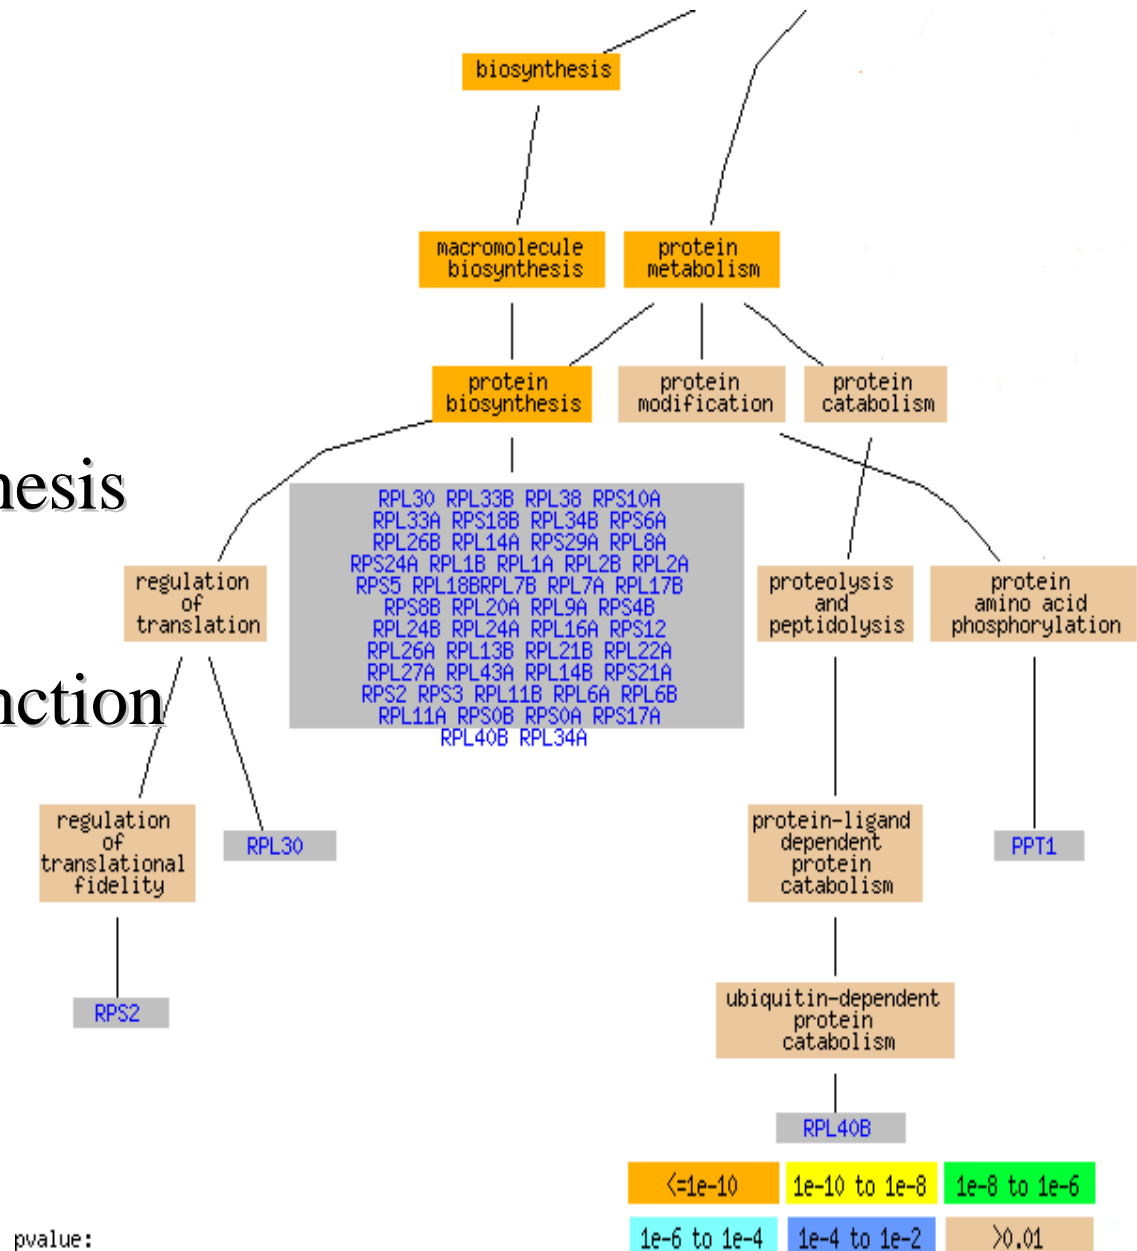 biosynthesis
macromolecule
biosynthesis
protein
metabolism
protein
biosynthesis
protein
modification
protein
catabolism
nesis
RPL30 RPL33B RPL38 RPS10A
RPL33A RPS18B RPL34B RPS6A
RPL26B RPL14A RPS29A RPL8A
RPS24A RPL1B RPL1A RPL2B RPL2A
RPS5 RPL18BRPL7B RPL7A RPL17B
RPS8B RPL20A RPL9A RPS4B
RPL24B RPL24A RPL16A RPS12
RPL26A RPL13B RPL21B RPL22A
RPL27A RPL43A RPL14B RPS21A
RPS2 RPS3 RPL11B RPL6A RPL6B
RPL11A RPS0B RPS0A RPS17A
RPL40B RPL34A
regulation
of
translation
proteolysis
and
peptidolysis
protein
amino acid
phosphorylation
nction
regulation
of
translational
fidelity
RPL30
protein-ligand
dependent
protein
catabolism
PPT1
RPS2
ubiquitin-dependent
protein
catabolism
RPL40B
<=1e-10 1e-10 to 1e-8 1e-8 to 1e-6
pvalue: 1e-6 to 1e-4 1e-4 to 1e-2 >0.01